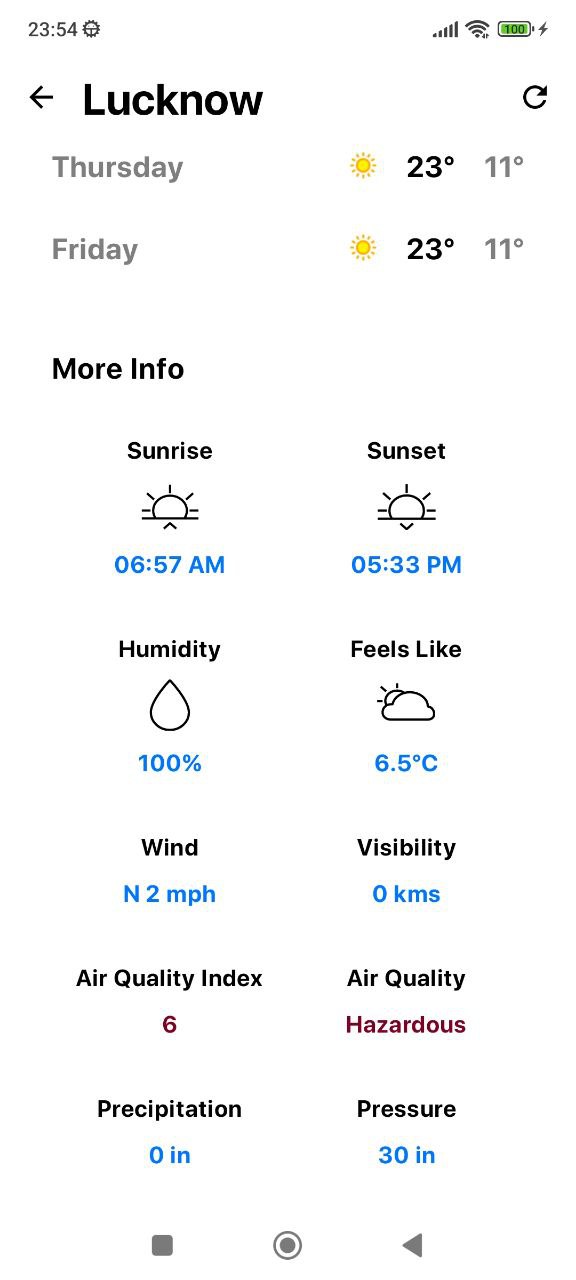 23:54 100
Lucknow
Thursday 23° 11°
Friday 23° 11°
More Info
Sunrise Sunset
06:57 AM 05:33 PM
Humidity Feels Like
100% 6.5°C
Wind Visibility
N 2 mph 0 kms
Air Quality Index Air Quality
6 Hazardous
Precipitation Pressure
0 in 30 in